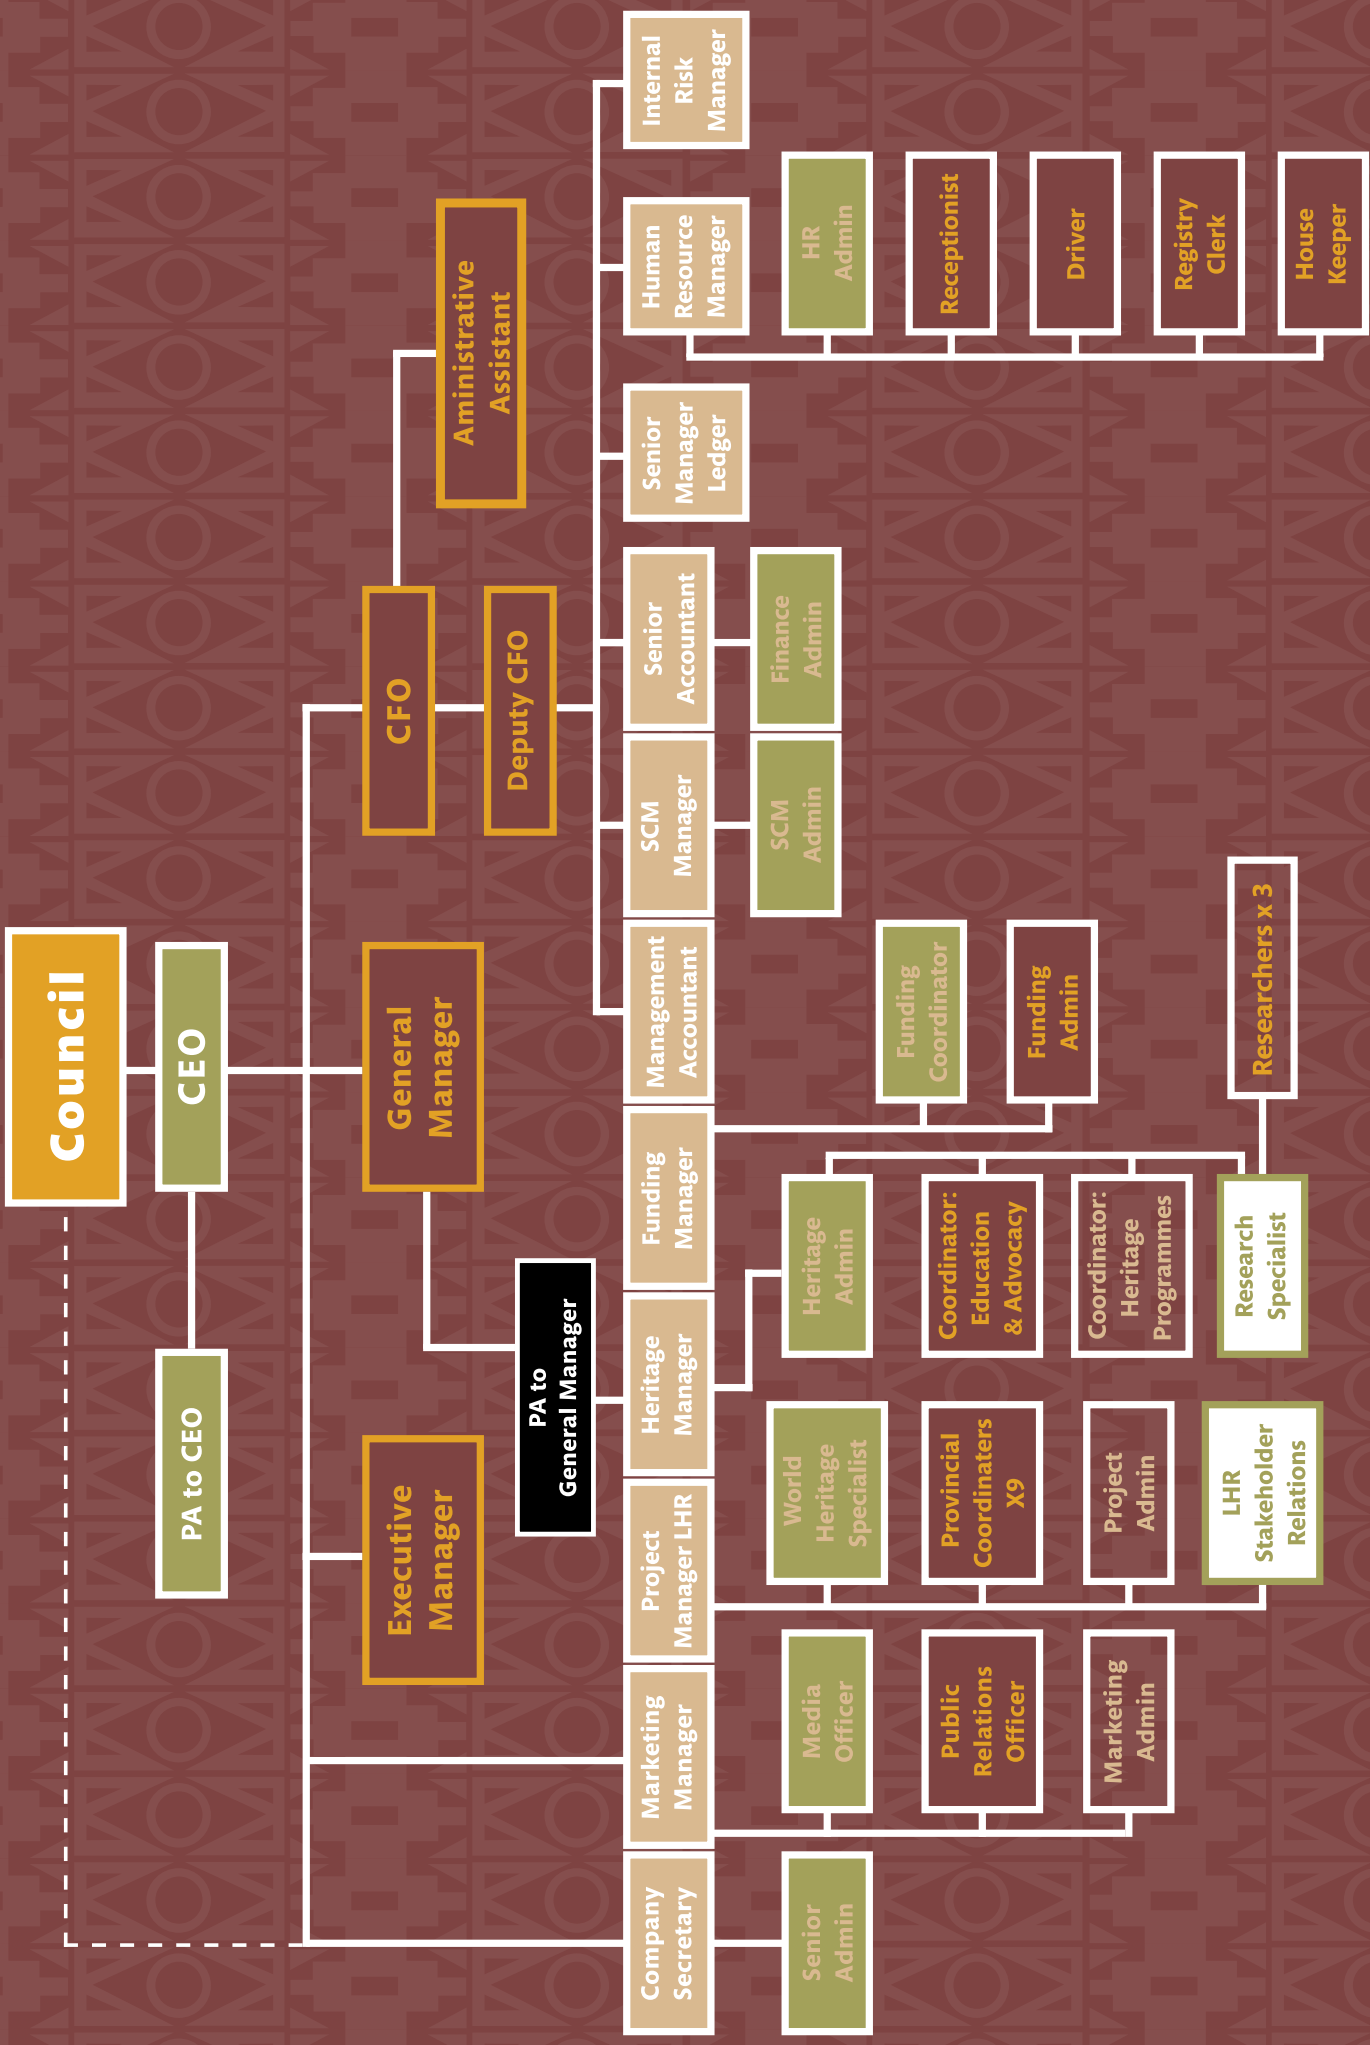 Council
CEO
PA to CEO
Executive
Manager
General
Manager
CFO
Aministrative
Assistant
Deputy CFO
PA to
General Manager
Company
Secretary
Marketing
Manager
Project
Manager LHR
Heritage
Manager
Funding
Manager
Management
Accountant
SCM
Manager
Senior
Accountant
Senior
Manager
Ledger
Human
Resource
Manager
Internal
Risk
Manager
Senior
Admin
Media
Officer
Public
Relations
Officer
Marketing
Admin
World
Heritage
Specialist
Provincial
Coordinaters
X9
Project
Admin
LHR
Stakeholder
Relations
Heritage
Admin
Coordinator:
Education
& Advocacy
Coordinator:
Heritage
Programmes
Research
Specialist
Researchers x 3
Funding
Coordinator
Funding
Admin
SCM
Admin
Finance
Admin
HR
Admin
Receptionist
Driver
Registry
Clerk
House
Keeper